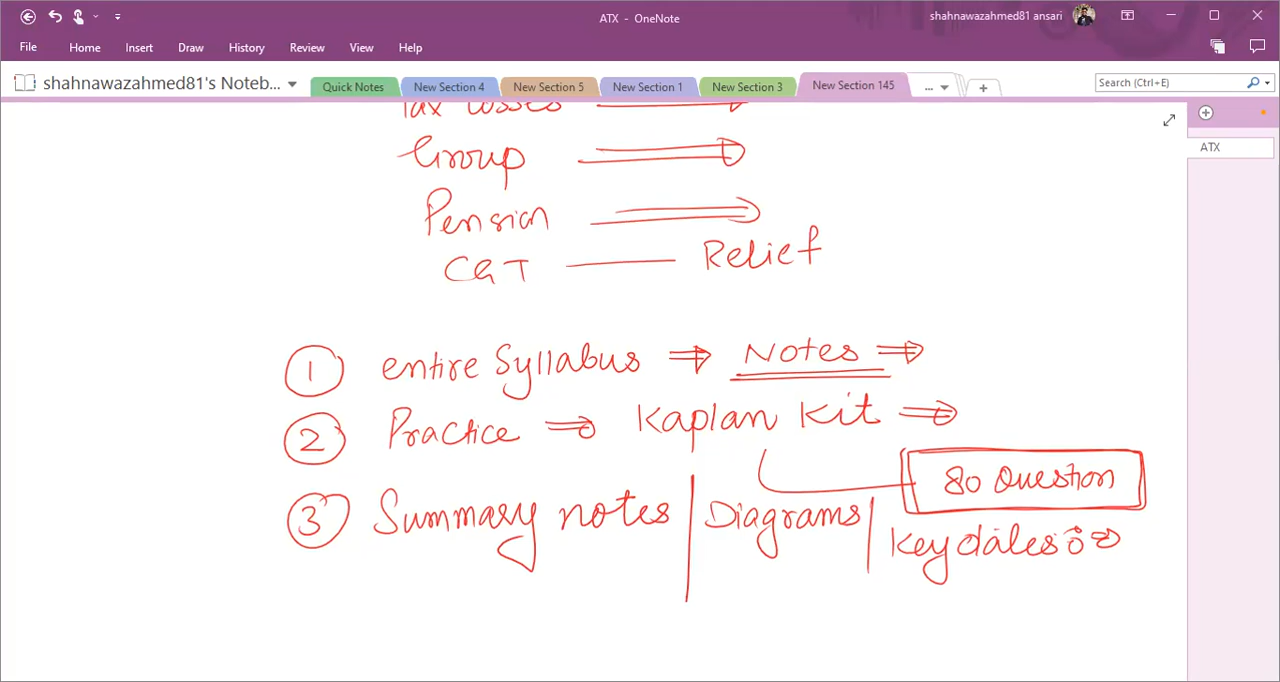 ATX - OneNote
shahnawazahmed81 ansari
File Home Insert Draw History Review View Help
shahnawazahmed81's Noteb... Quick Notes New Section 4 New Section 5 New Section 1 New Section 3 New Section 145 ... Search (Ctrl+E)
ATX
Tax losses
Group
Pension
CGT Relief
1 entire Syllabus ⇒ Notes ⇒
2 Practice ⇒ Kaplan Kit ⇒
80 Question
3 Summary notes | Diagrams | Key dates